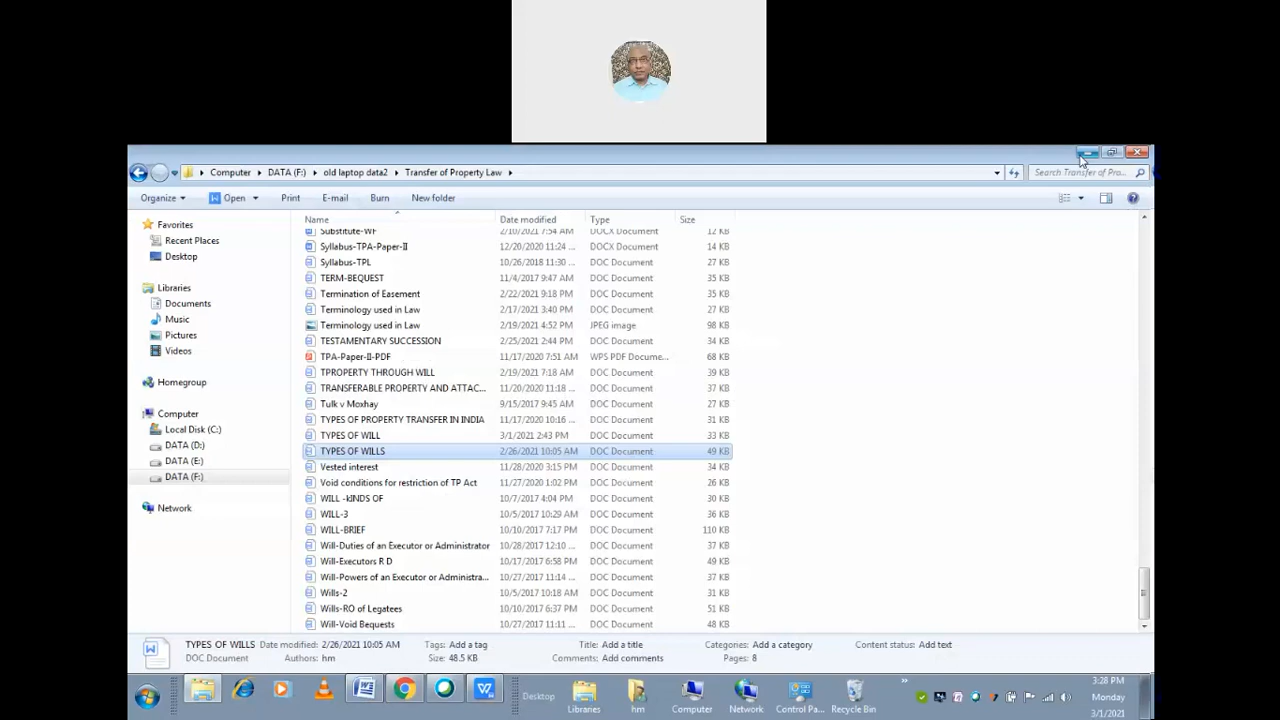 Computer DATA (F:) old laptop data2 Transfer of Property Law Search Transfer of Pro...
Organize Open Print E-mail Burn New folder
Name Date modified Type Size
Favorites
Recent Places
Desktop
Libraries
Documents
Music
Pictures
Videos
Homegroup
Computer
Local Disk (C:)
DATA (D:)
DATA (E:)
DATA (F:)
Network
Substitute-WF 2/10/2021 7:54 AM DOCX Document 12 KB
Syllabus-TPA-Paper-II 12/20/2020 11:24 ... DOCX Document 14 KB
Syllabus-TPL 10/26/2018 11:30 ... DOC Document 27 KB
TERM-BEQUEST 11/4/2017 9:47 AM DOC Document 35 KB
Termination of Easement 2/22/2021 9:18 PM DOC Document 35 KB
Terminology used in Law 2/17/2021 3:40 PM DOC Document 27 KB
Terminology used in Law 2/19/2021 4:52 PM JPEG image 98 KB
TESTAMENTARY SUCCESSION 2/25/2021 2:44 PM DOC Document 34 KB
TPA-Paper-II-PDF 11/17/2020 7:51 AM WPS PDF Docume... 68 KB
TPROPERTY THROUGH WILL 2/19/2021 7:18 AM DOC Document 39 KB
TRANSFERABLE PROPERTY AND ATTAC... 11/20/2020 11:18 ... DOC Document 37 KB
Tulk v Moxhay 9/15/2017 9:45 AM DOC Document 27 KB
TYPES OF PROPERTY TRANSFER IN INDIA 11/17/2020 10:16 ... DOC Document 31 KB
TYPES OF WILL 3/1/2021 2:43 PM DOC Document 33 KB
TYPES OF WILLS 2/26/2021 10:05 AM DOC Document 49 KB
Vested interest 11/28/2020 3:15 PM DOC Document 34 KB
Void conditions for restriction of TP Act 11/27/2020 1:02 PM DOC Document 26 KB
WILL -kINDS OF 10/7/2017 4:04 PM DOC Document 30 KB
WILL-3 10/5/2017 10:29 AM DOC Document 36 KB
WILL-BRIEF 10/10/2017 7:17 PM DOC Document 110 KB
Will-Duties of an Executor or Administrator 10/28/2017 12:10 ... DOC Document 37 KB
Will-Executors R D 10/17/2017 6:58 PM DOC Document 49 KB
Will-Powers of an Executor or Administra... 10/27/2017 11:14 ... DOC Document 37 KB
Wills-2 10/5/2017 10:18 AM DOC Document 31 KB
Wills-RO of Legatees 10/10/2017 6:37 PM DOC Document 51 KB
Will-Void Bequests 10/27/2017 11:11 ... DOC Document 48 KB
TYPES OF WILLS Date modified: 2/26/2021 10:05 AM Tags: Add a tag Title: Add a title Categories: Add a category Content status: Add text
DOC Document Authors: hm Size: 48.5 KB Comments: Add comments Pages: 8
Desktop Libraries hm Computer Network Control Pa... Recycle Bin
3:28 PM
Monday
3/1/2021